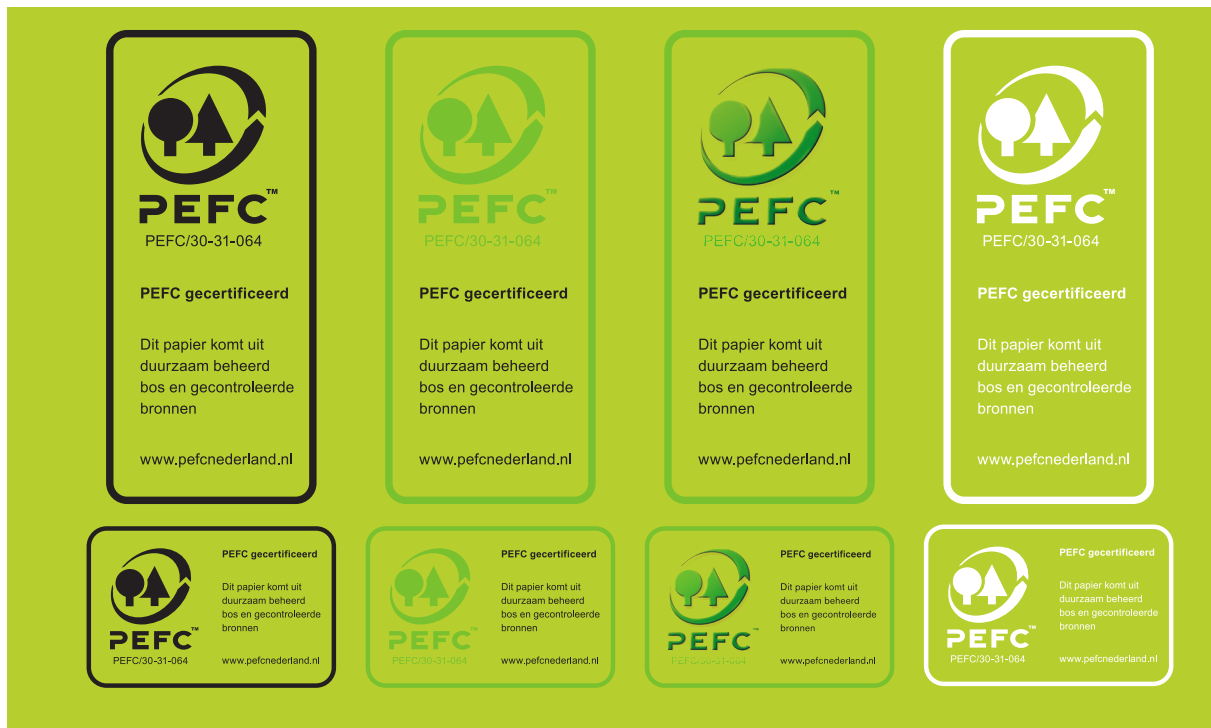 PEFC™
PEFC/30-31-064
PEFC gecertificeerd
Dit papier komt uit
duurzaam beheerd
bos en gecontroleerde
bronnen
www.pefcnederland.nl
PEFC™
PEFC/30-31-064
PEFC gecertificeerd
Dit papier komt uit
duurzaam beheerd
bos en gecontroleerde
bronnen
www.pefcnederland.nl
PEFC™
PEFC/30-31-064
PEFC gecertificeerd
Dit papier komt uit
duurzaam beheerd
bos en gecontroleerde
bronnen
www.pefcnederland.nl
PEFC™
PEFC/30-31-064
PEFC gecertificeerd
Dit papier komt uit
duurzaam beheerd
bos en gecontroleerde
bronnen
www.pefcnederland.nl
PEFC™
PEFC/30-31-064
PEFC gecertificeerd
Dit papier komt uit
duurzaam beheerd
bos en gecontroleerde
bronnen
www.pefcnederland.nl
PEFC™
PEFC/30-31-064
PEFC gecertificeerd
Dit papier komt uit
duurzaam beheerd
bos en gecontroleerde
bronnen
www.pefcnederland.nl
PEFC™
PEFC/30-31-064
PEFC gecertificeerd
Dit papier komt uit
duurzaam beheerd
bos en gecontroleerde
bronnen
www.pefcnederland.nl
PEFC™
PEFC/30-31-064
PEFC gecertificeerd
Dit papier komt uit
duurzaam beheerd
bos en gecontroleerde
bronnen
www.pefcnederland.nl